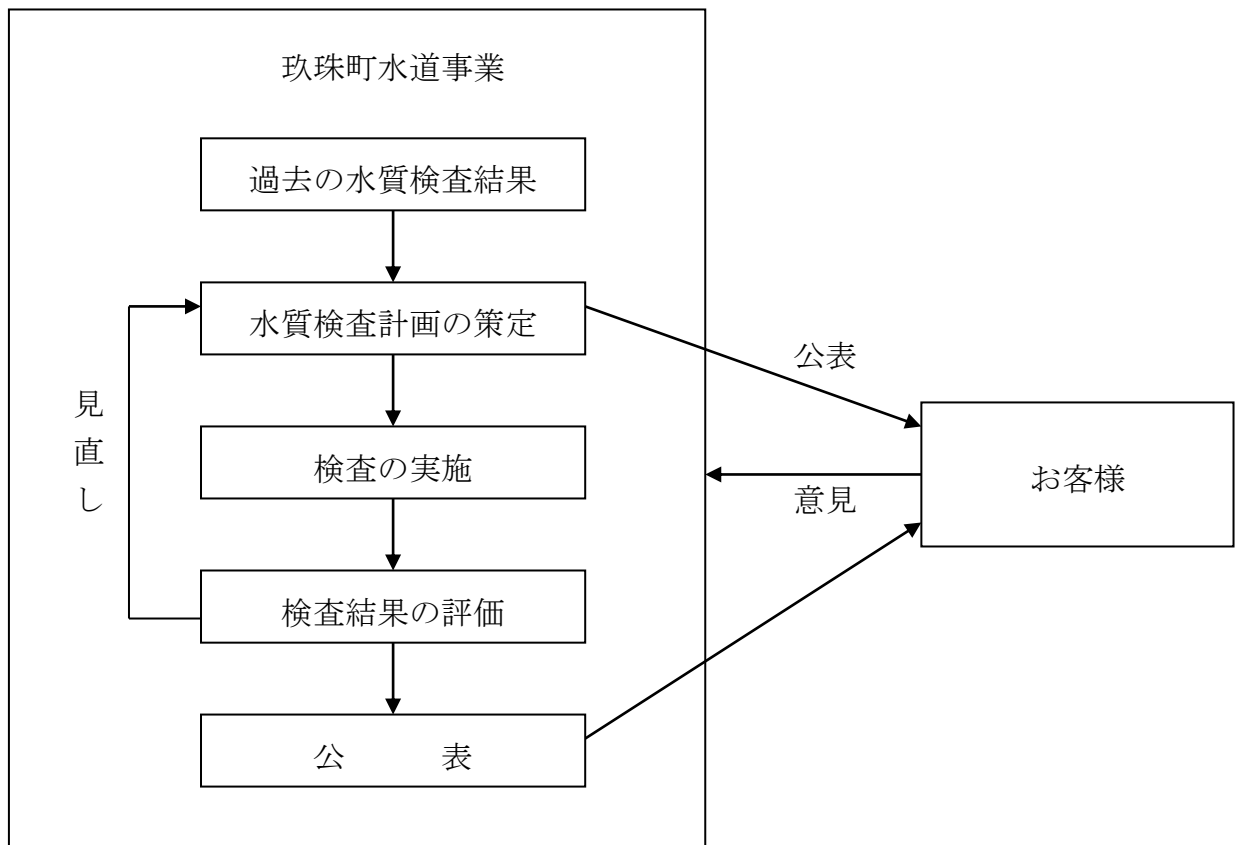 玖珠町水道事業
過去の水質検査結果
水質検査計画の策定
公表
見直し
検査の実施
お客様
意見
検査結果の評価
公　　　表